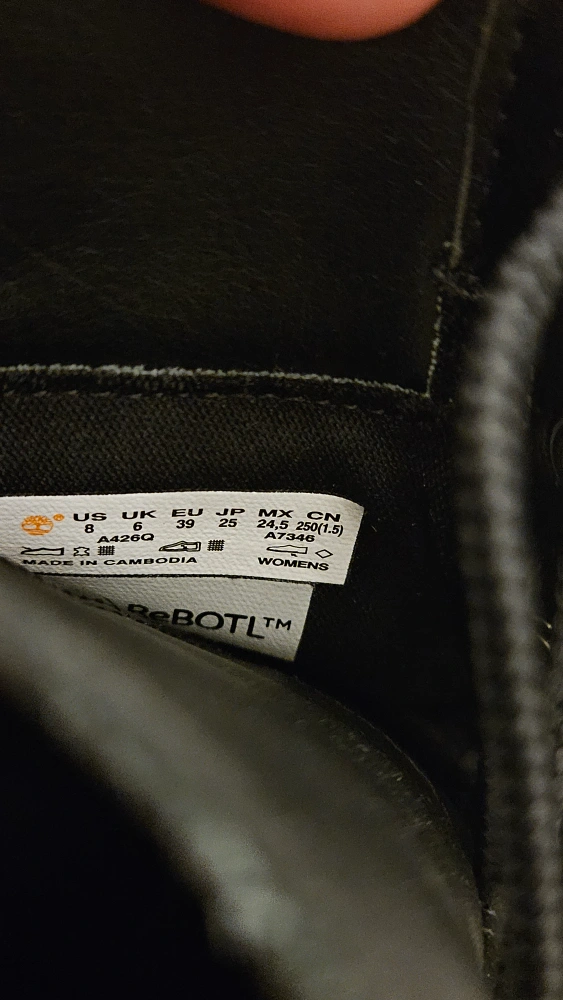 US UK EU JP MX CN
8 6 39 25 24,5 250(1.5)
A426Q A7346
MADE IN CAMBODIA WOMENS
ReBOTL™